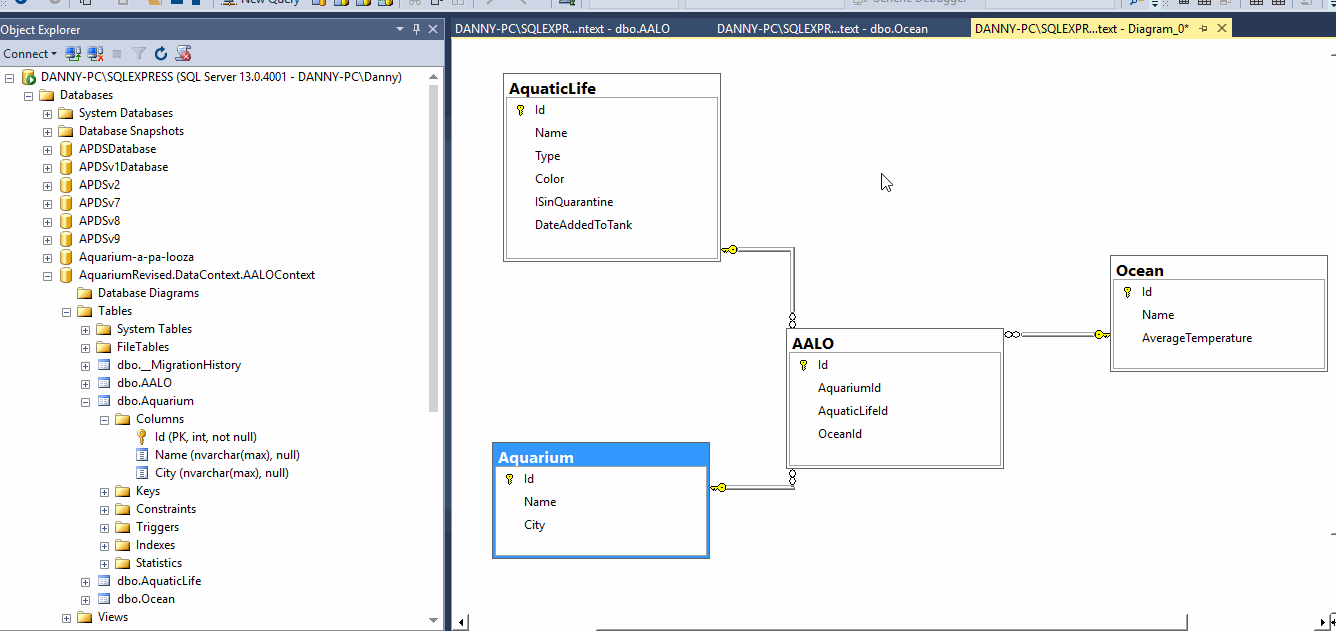 New Query
Generic Debugger
Object Explorer
Connect
DANNY-PC\SQLEXPRESS (SQL Server 13.0.4001 - DANNY-PC\Danny)
Databases
System Databases
Database Snapshots
APDSDatabase
APDSv1Database
APDSv2
APDSv7
APDSv8
APDSv9
Aquarium-a-pa-looza
AquariumRevised.DataContext.AALOContext
Database Diagrams
Tables
System Tables
FileTables
dbo.__MigrationHistory
dbo.AALO
dbo.Aquarium
Columns
Id (PK, int, not null)
Name (nvarchar(max), null)
City (nvarchar(max), null)
Keys
Constraints
Triggers
Indexes
Statistics
dbo.AquaticLife
dbo.Ocean
Views
DANNY-PC\SQLEXPR...ntext - dbo.AALO
DANNY-PC\SQLEXPR...text - dbo.Ocean
DANNY-PC\SQLEXPR...text - Diagram_0*
AquaticLife
Id
Name
Type
Color
ISinQuarantine
DateAddedToTank
Ocean
Id
Name
AverageTemperature
AALO
Id
AquariumId
AquaticLifeId
OceanId
Aquarium
Id
Name
City